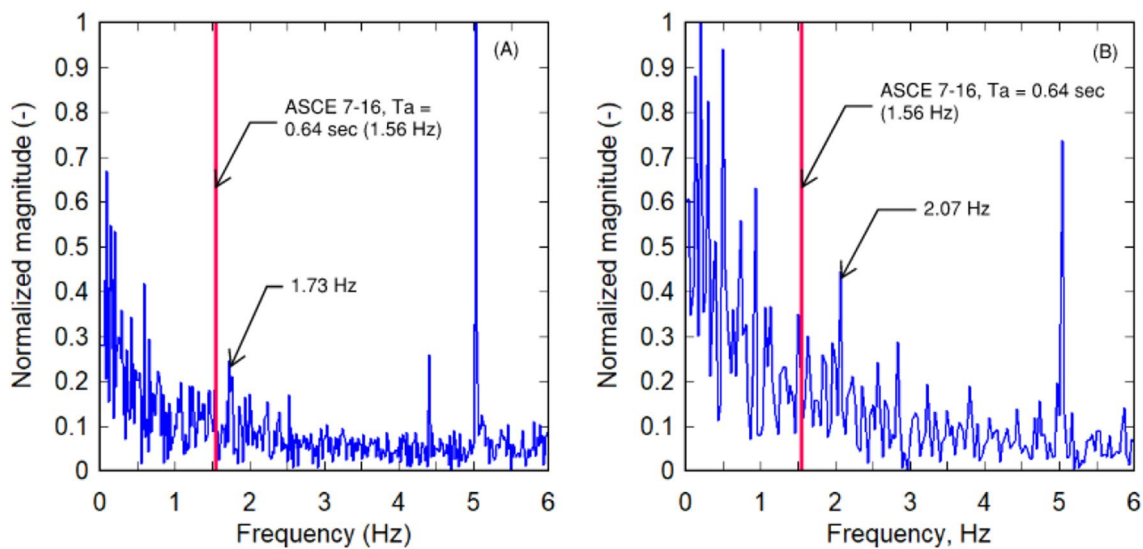 (A)
ASCE 7-16, Ta =
0.64 sec (1.56 Hz)
1.73 Hz
Normalized magnitude (-)
1
0.9
0.8
0.7
0.6
0.5
0.4
0.3
0.2
0.1
0
0 1 2 3 4 5 6
Frequency (Hz)
(B)
ASCE 7-16, Ta = 0.64 sec
(1.56 Hz)
2.07 Hz
Normalized magnitude (-)
1
0.9
0.8
0.7
0.6
0.5
0.4
0.3
0.2
0.1
0
0 1 2 3 4 5 6
Frequency, Hz